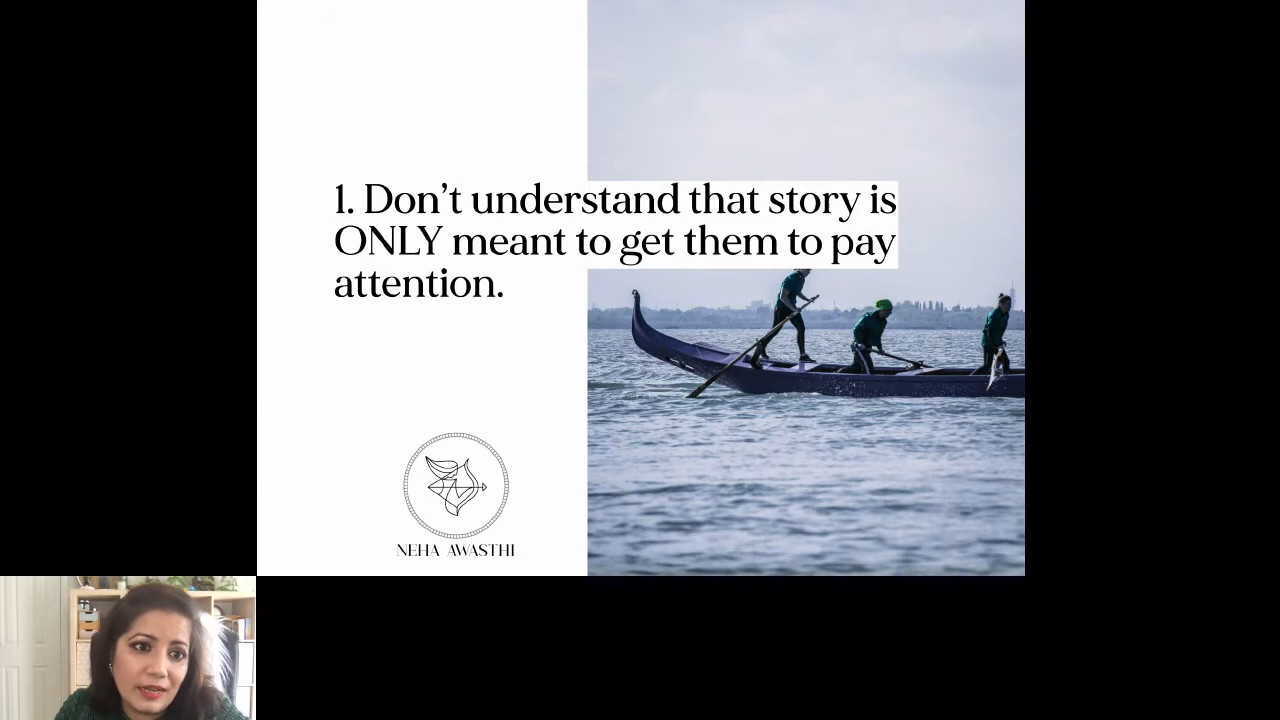 1. Don’t understand that story is
ONLY meant to get them to pay
attention.
NEHA AWASTHI